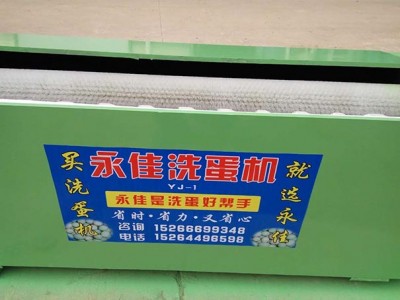 买洗蛋机
永佳洗蛋机
YJ-1
永佳是洗蛋好帮手
省时·省力·又省心
咨询 15266699348
电话 15264496598
就选永佳